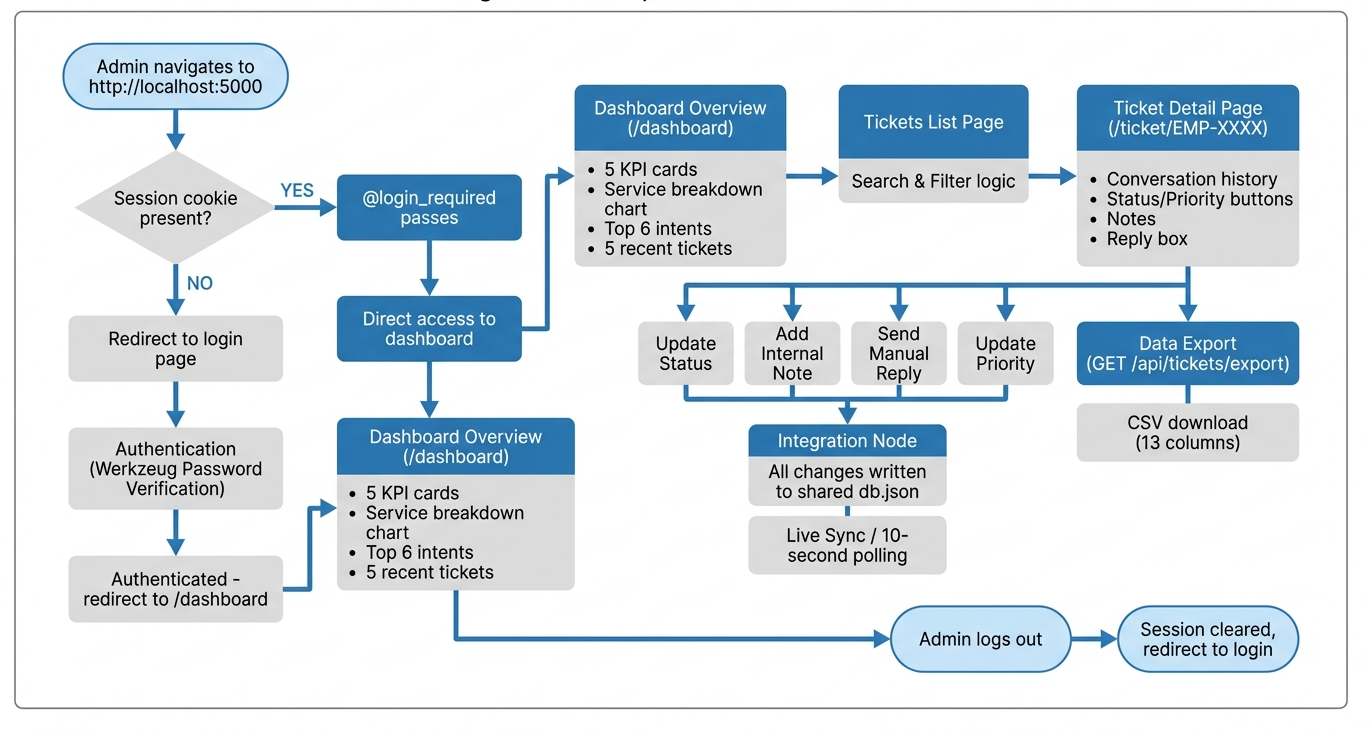 Admin navigates to
http://localhost:5000
Session cookie
present?
YES
NO
@login_required
passes
Direct access to
dashboard
Redirect to login
page
Authentication
(Werkzeug Password
Verification)
Authenticated -
redirect to /dashboard
Dashboard Overview
(/dashboard)
• 5 KPI cards
• Service breakdown
chart
• Top 6 intents
• 5 recent tickets
Dashboard Overview
(/dashboard)
• 5 KPI cards
• Service breakdown
chart
• Top 6 intents
• 5 recent tickets
Tickets List Page
Search & Filter logic
Ticket Detail Page
(/ticket/EMP-XXXX)
• Conversation history
• Status/Priority buttons
• Notes
• Reply box
Update
Status
Add
Internal
Note
Send
Manual
Reply
Update
Priority
Data Export
(GET /api/tickets/export)
CSV download
(13 columns)
Integration Node
All changes written
to shared db.json
Live Sync / 10-
second polling
Admin logs out
Session cleared,
redirect to login